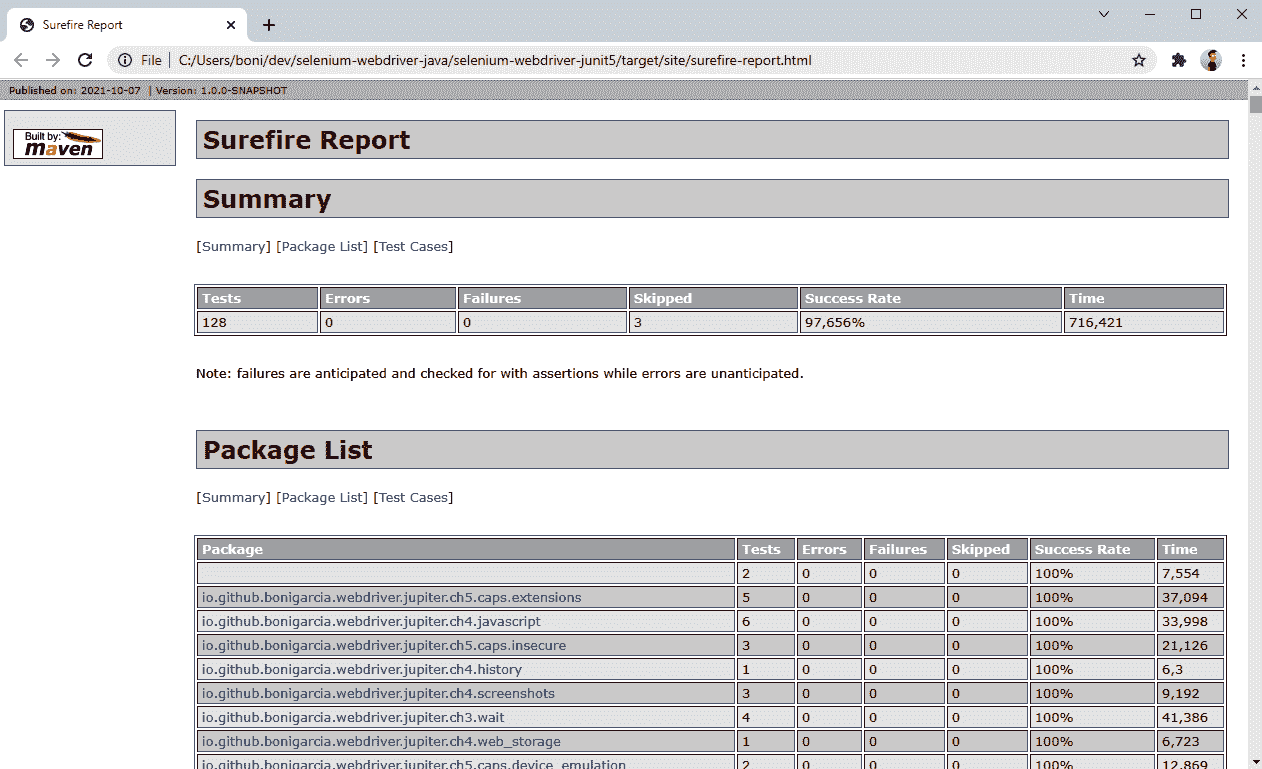 Surefire Report
File
C:/Users/boni/dev/selenium-webdriver-java/selenium-webdriver-junit5/target/site/surefire-report.html
Published on: 2021-10-07 | Version: 1.0.0-SNAPSHOT
Built by:
maven
Surefire Report
Summary
[Summary] [Package List] [Test Cases]
Tests Errors Failures Skipped Success Rate Time
128 0 0 3 97,656% 716,421
Note: failures are anticipated and checked for with assertions while errors are unanticipated.
Package List
[Summary] [Package List] [Test Cases]
Package Tests Errors Failures Skipped Success Rate Time
2 0 0 0 100% 7,554
io.github.bonigarcia.webdriver.jupiter.ch5.caps.extensions 5 0 0 0 100% 37,094
io.github.bonigarcia.webdriver.jupiter.ch4.javascript 6 0 0 0 100% 33,998
io.github.bonigarcia.webdriver.jupiter.ch5.caps.insecure 3 0 0 0 100% 21,126
io.github.bonigarcia.webdriver.jupiter.ch4.history 1 0 0 0 100% 6,3
io.github.bonigarcia.webdriver.jupiter.ch4.screenshots 3 0 0 0 100% 9,192
io.github.bonigarcia.webdriver.jupiter.ch3.wait 4 0 0 0 100% 41,386
io.github.bonigarcia.webdriver.jupiter.ch4.web_storage 1 0 0 0 100% 6,723
io.github.bonigarcia.webdriver.jupiter.ch5.caps.device_emulation 2 0 0 0 100% 12,869